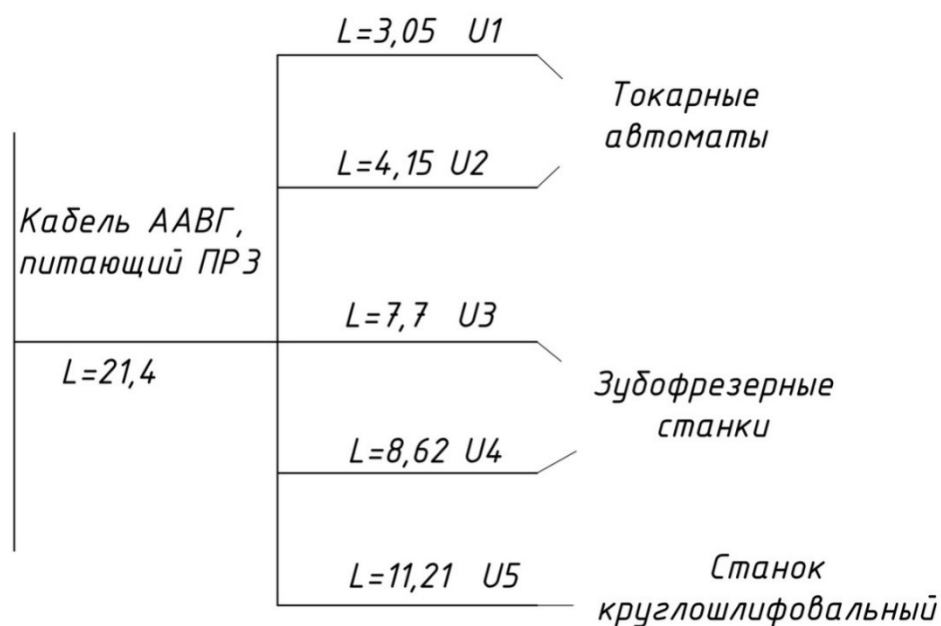 L=3,05 U1
Токарные
автоматы
L=4,15 U2
Кабель ААВГ,
питающий ПР3
L=7,7 U3
L=21,4
Зубофрезерные
станки
L=8,62 U4
L=11,21 U5
Станок
круглошлифовальный